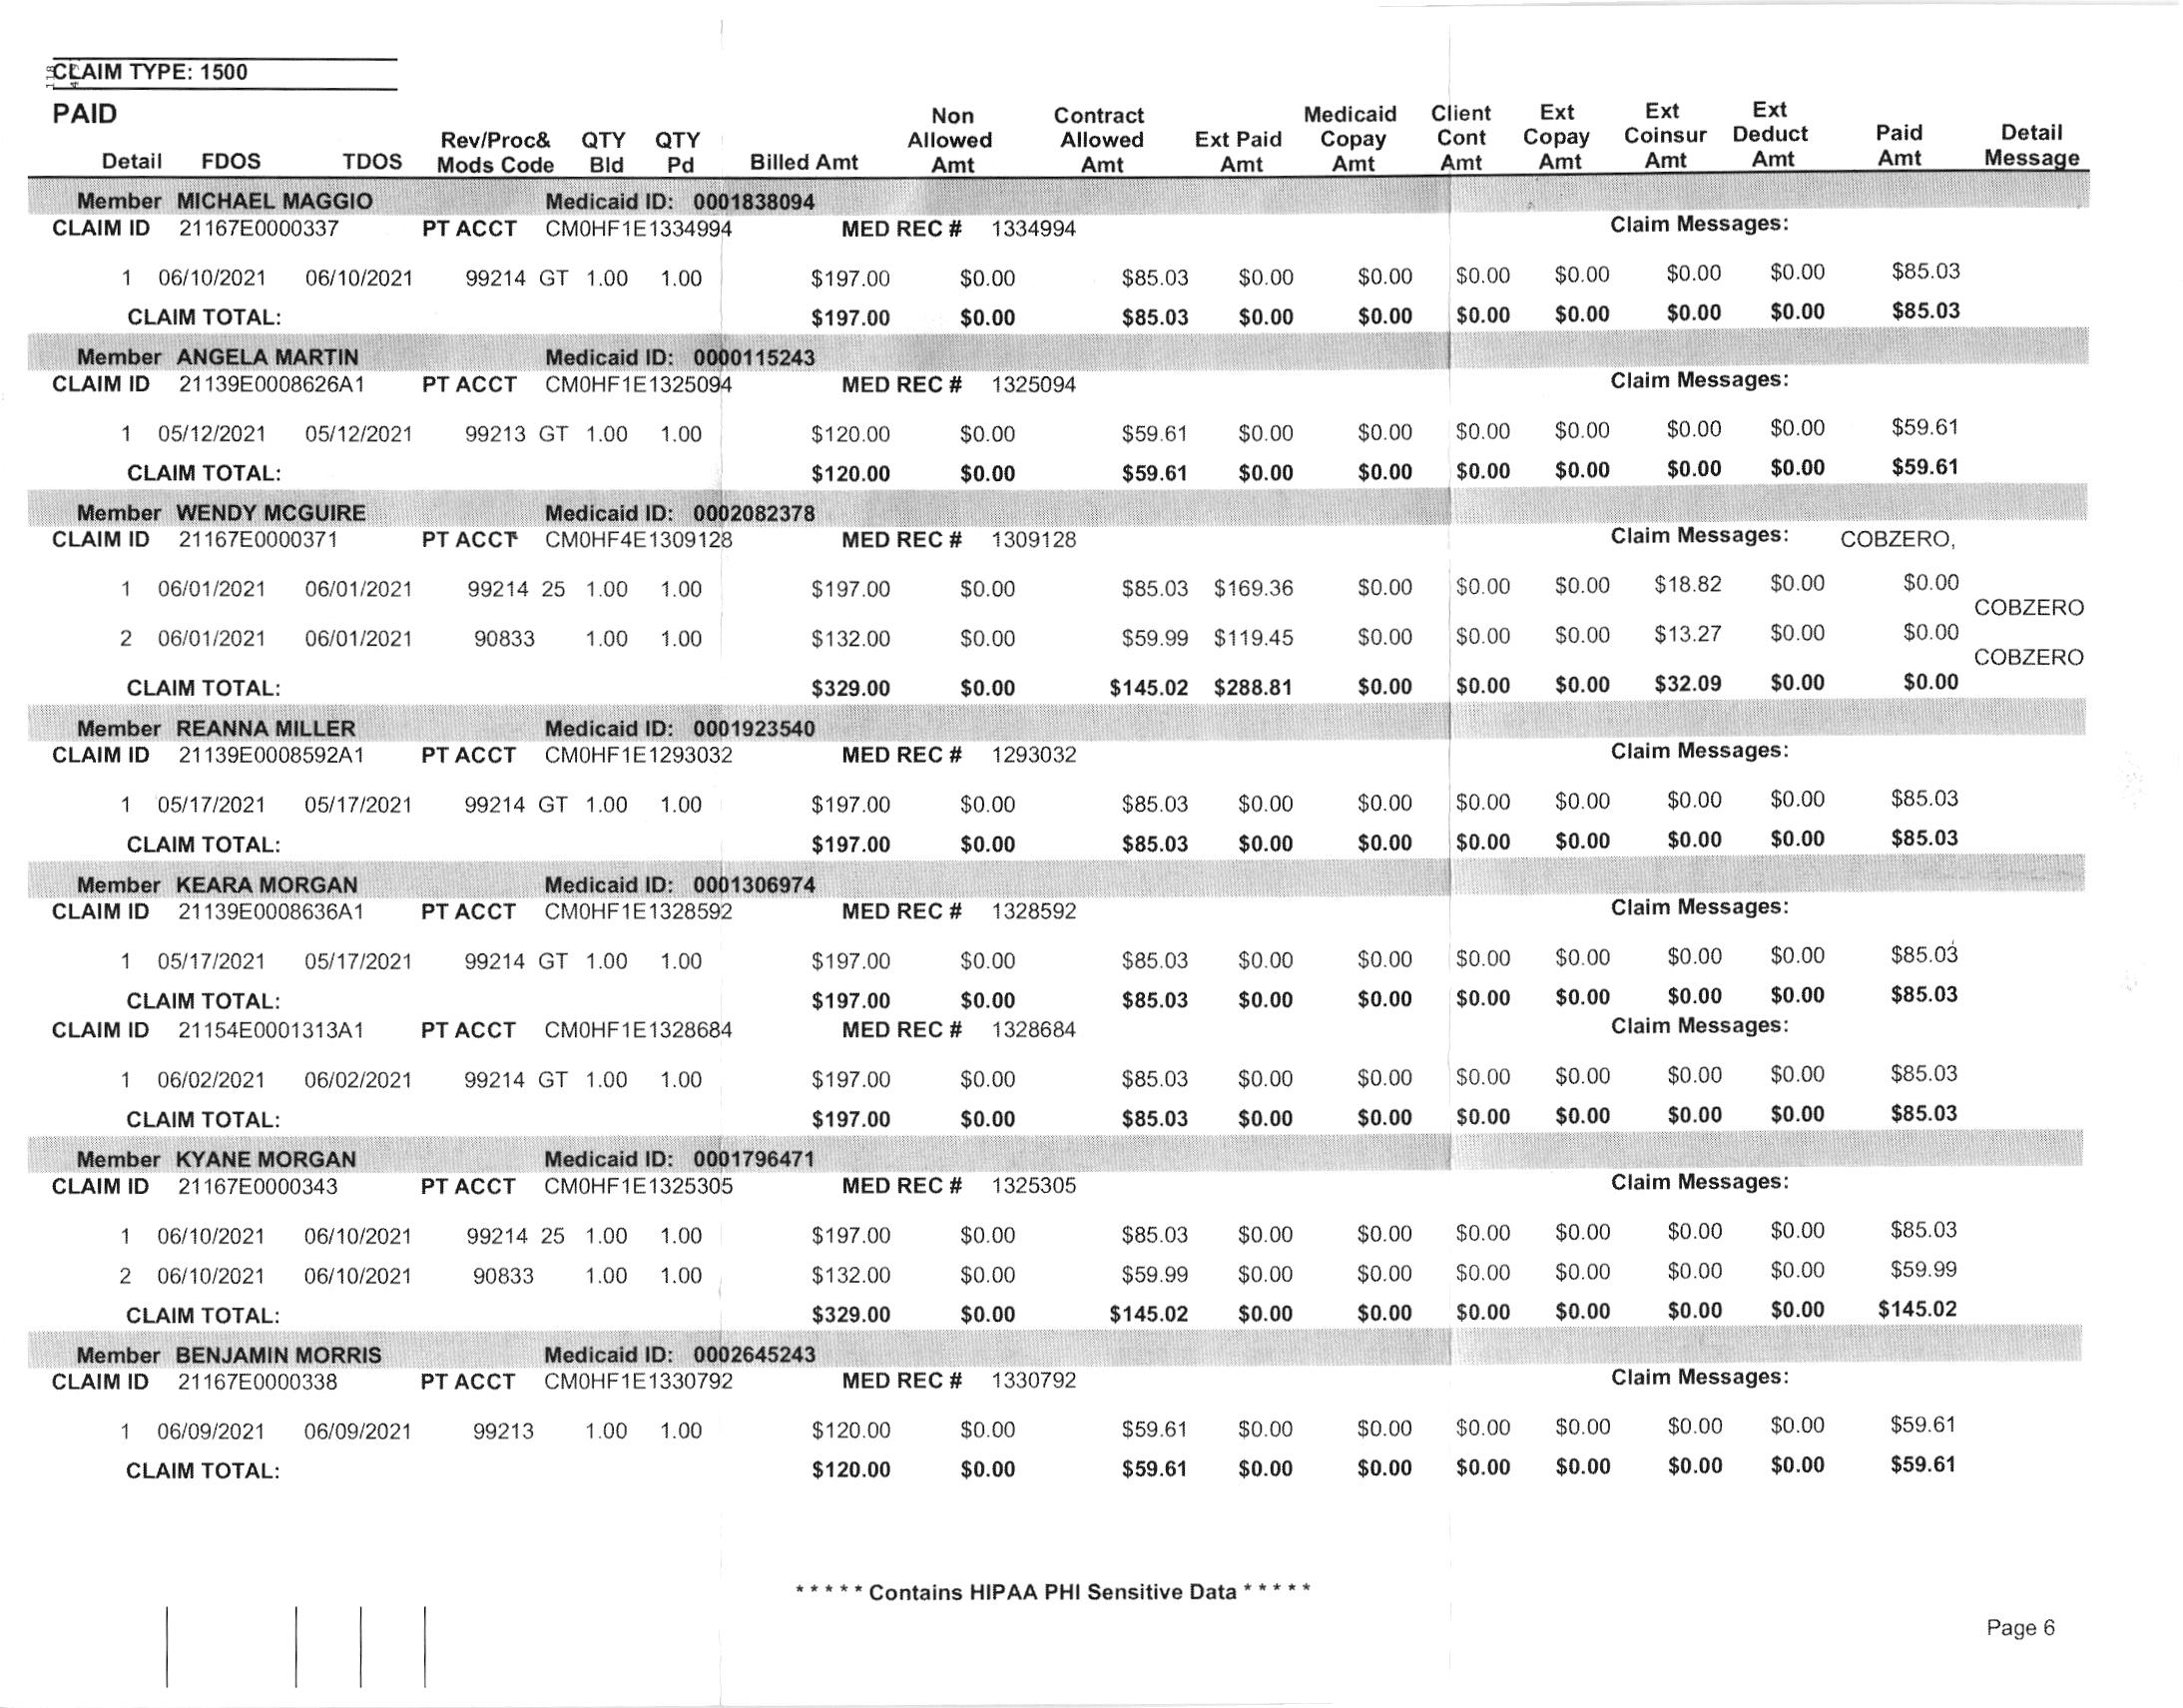 CLAIM TYPE: 1500
PAID
Detail FDOS TDOS Rev/Proc& Mods Code QTY Bld QTY Pd Billed Amt Non Allowed Amt Contract Allowed Amt Ext Paid Amt Medicaid Copay Amt Client Cont Amt Ext Copay Amt Ext Coinsur Amt Ext Deduct Amt Paid Amt Detail Message
Member MICHAEL MAGGIO Medicaid ID: 0001838094
CLAIM ID 21167E0000337 PT ACCT CM0HF1E1334994 MED REC # 1334994 Claim Messages:
1 06/10/2021 06/10/2021 99214 GT 1.00 1.00 $197.00 $0.00 $85.03 $0.00 $0.00 $0.00 $0.00 $0.00 $0.00 $85.03
CLAIM TOTAL: $197.00 $0.00 $85.03 $0.00 $0.00 $0.00 $0.00 $0.00 $0.00 $85.03
Member ANGELA MARTIN Medicaid ID: 0000115243
CLAIM ID 21139E0008626A1 PT ACCT CM0HF1E1325094 MED REC # 1325094 Claim Messages:
1 05/12/2021 05/12/2021 99213 GT 1.00 1.00 $120.00 $0.00 $59.61 $0.00 $0.00 $0.00 $0.00 $0.00 $0.00 $59.61
CLAIM TOTAL: $120.00 $0.00 $59.61 $0.00 $0.00 $0.00 $0.00 $0.00 $0.00 $59.61
Member WENDY MCGUIRE Medicaid ID: 0002082378
CLAIM ID 21167E0000371 PT ACCT CM0HF4E1309128 MED REC # 1309128 Claim Messages: COBZERO,
1 06/01/2021 06/01/2021 99214 25 1.00 1.00 $197.00 $0.00 $85.03 $169.36 $0.00 $0.00 $0.00 $18.82 $0.00 $0.00
COBZERO
2 06/01/2021 06/01/2021 90833 1.00 1.00 $132.00 $0.00 $59.99 $119.45 $0.00 $0.00 $0.00 $13.27 $0.00 $0.00
COBZERO
CLAIM TOTAL: $329.00 $0.00 $145.02 $288.81 $0.00 $0.00 $0.00 $32.09 $0.00 $0.00
Member REANNA MILLER Medicaid ID: 0001923540
CLAIM ID 21139E0008592A1 PT ACCT CM0HF1E1293032 MED REC # 1293032 Claim Messages:
1 05/17/2021 05/17/2021 99214 GT 1.00 1.00 $197.00 $0.00 $85.03 $0.00 $0.00 $0.00 $0.00 $0.00 $0.00 $85.03
CLAIM TOTAL: $197.00 $0.00 $85.03 $0.00 $0.00 $0.00 $0.00 $0.00 $0.00 $85.03
Member KEARA MORGAN Medicaid ID: 0001306974
CLAIM ID 21139E0008636A1 PT ACCT CM0HF1E1328592 MED REC # 1328592 Claim Messages:
1 05/17/2021 05/17/2021 99214 GT 1.00 1.00 $197.00 $0.00 $85.03 $0.00 $0.00 $0.00 $0.00 $0.00 $0.00 $85.03
CLAIM TOTAL: $197.00 $0.00 $85.03 $0.00 $0.00 $0.00 $0.00 $0.00 $0.00 $85.03
CLAIM ID 21154E0001313A1 PT ACCT CM0HF1E1328684 MED REC # 1328684 Claim Messages:
1 06/02/2021 06/02/2021 99214 GT 1.00 1.00 $197.00 $0.00 $85.03 $0.00 $0.00 $0.00 $0.00 $0.00 $0.00 $85.03
CLAIM TOTAL: $197.00 $0.00 $85.03 $0.00 $0.00 $0.00 $0.00 $0.00 $0.00 $85.03
Member KYANE MORGAN Medicaid ID: 0001796471
CLAIM ID 21167E0000343 PT ACCT CM0HF1E1325305 MED REC # 1325305 Claim Messages:
1 06/10/2021 06/10/2021 99214 25 1.00 1.00 $197.00 $0.00 $85.03 $0.00 $0.00 $0.00 $0.00 $0.00 $0.00 $85.03
2 06/10/2021 06/10/2021 90833 1.00 1.00 $132.00 $0.00 $59.99 $0.00 $0.00 $0.00 $0.00 $0.00 $0.00 $59.99
CLAIM TOTAL: $329.00 $0.00 $145.02 $0.00 $0.00 $0.00 $0.00 $0.00 $0.00 $145.02
Member BENJAMIN MORRIS Medicaid ID: 0002645243
CLAIM ID 21167E0000338 PT ACCT CM0HF1E1330792 MED REC # 1330792 Claim Messages:
1 06/09/2021 06/09/2021 99213 1.00 1.00 $120.00 $0.00 $59.61 $0.00 $0.00 $0.00 $0.00 $0.00 $0.00 $59.61
CLAIM TOTAL: $120.00 $0.00 $59.61 $0.00 $0.00 $0.00 $0.00 $0.00 $0.00 $59.61
* * * * * Contains HIPAA PHI Sensitive Data * * * * *
Page 6